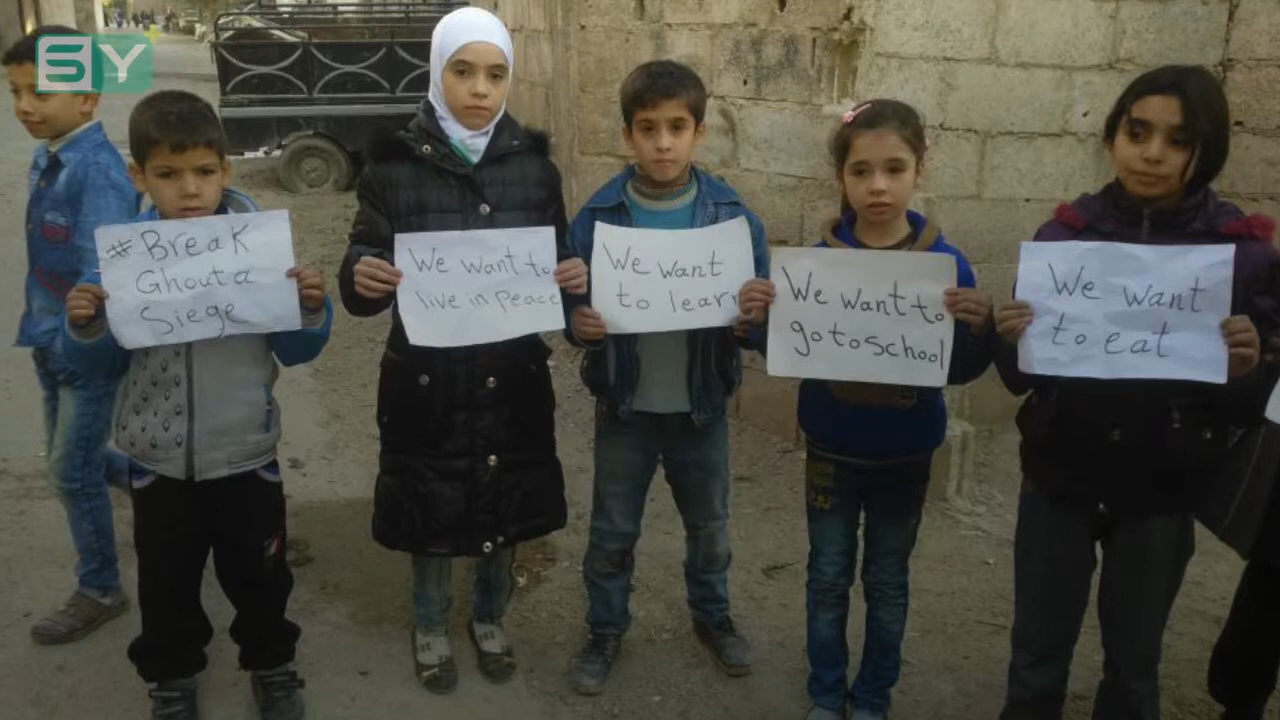 SY+
#Break
Ghouta
Siege
We want to
live in peace
We want
to learn
We want to
go to school
We want
to eat